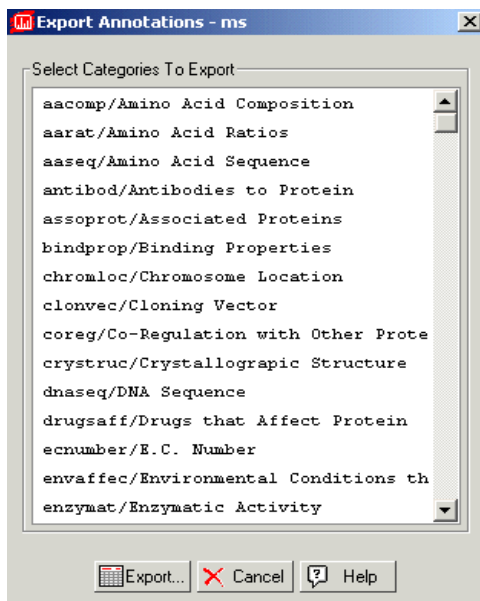 Export Annotations - ms
Select Categories To Export
aacomp/Amino Acid Composition
aarat/Amino Acid Ratios
aaseq/Amino Acid Sequence
antibod/Antibodies to Protein
assoprot/Associated Proteins
bindprop/Binding Properties
chromloc/Chromosome Location
clonvec/Cloning Vector
coreg/Co-Regulation with Other Prote
crystruc/Crystallograpic Structure
dnaseq/DNA Sequence
drugsaff/Drugs that Affect Protein
ecnumber/E.C. Number
envaffec/Environmental Conditions th
enzymat/Enzymatic Activity
Export... Cancel Help